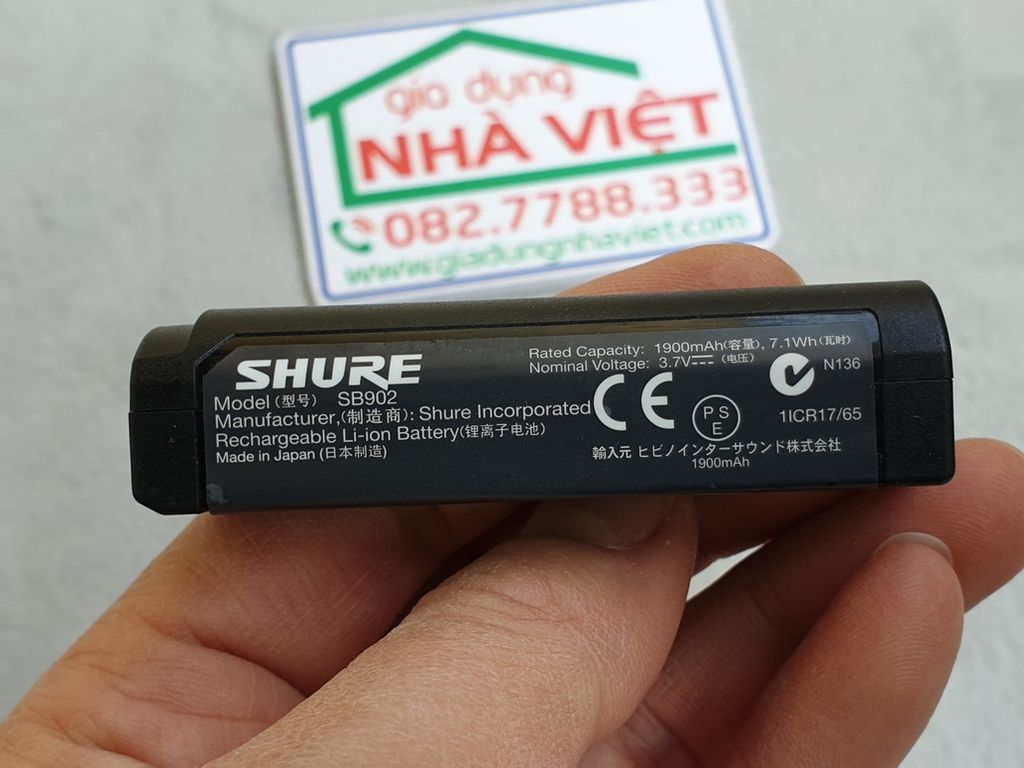 gia dụng
NHÀ VIỆT
082.7788.333
www.giadungnhaviet.com
SHURE
Model (型号) SB902
Manufacturer,(制造商): Shure Incorporated
Rechargeable Li-ion Battery(锂离子电池)
Made in Japan (日本制造)
Rated Capacity: 1900mAh(容量), 7.1Wh(瓦时)
Nominal Voltage: 3.7V⎓ (电压)
CE
PSE
N136
1ICR17/65
輸入元 ヒビノインターサウンド株式会社
1900mAh